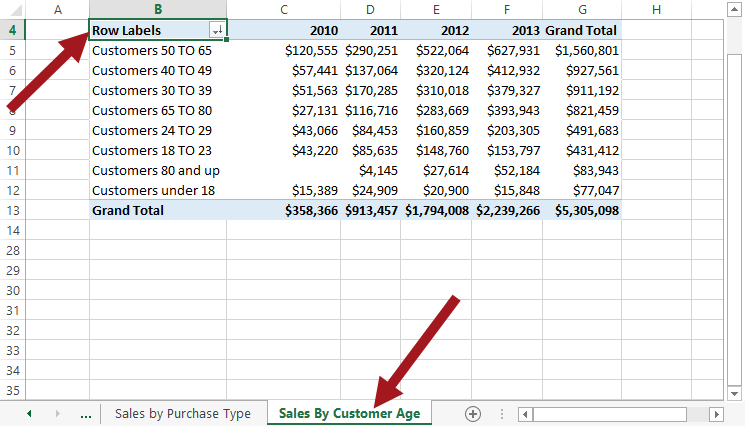 A B C D E F G H
4 Row Labels 2010 2011 2012 2013 Grand Total
5 Customers 50 TO 65 $120,555 $290,251 $522,064 $627,931 $1,560,801
6 Customers 40 TO 49 $57,441 $137,064 $320,124 $412,932 $927,561
7 Customers 30 TO 39 $51,563 $170,285 $310,018 $379,327 $911,192
8 Customers 65 TO 80 $27,131 $116,716 $283,669 $393,943 $821,459
9 Customers 24 TO 29 $43,066 $84,453 $160,859 $203,305 $491,683
10 Customers 18 TO 23 $43,220 $85,635 $148,760 $153,797 $431,412
11 Customers 80 and up $4,145 $27,614 $52,184 $83,943
12 Customers under 18 $15,389 $24,909 $20,900 $15,848 $77,047
13 Grand Total $358,366 $913,457 $1,794,008 $2,239,266 $5,305,098
14
28
29
30
31
32
33
34
35
... Sales by Purchase Type Sales By Customer Age